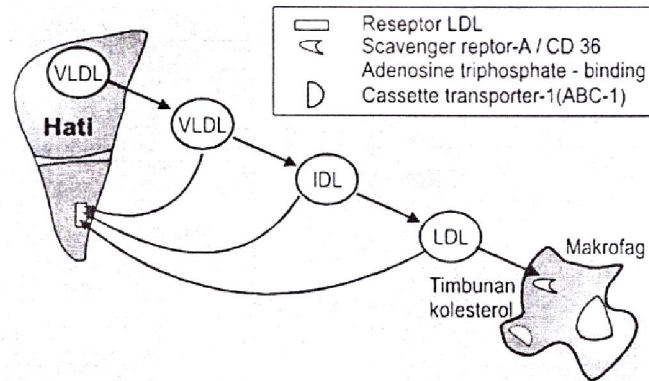 Reseptor LDL
Scavenger reptor-A / CD 36
Adenosine triphosphate - binding
Cassette transporter-1(ABC-1)
VLDL
Hati
VLDL
IDL
LDL
Makrofag
Timbunan
kolesterol